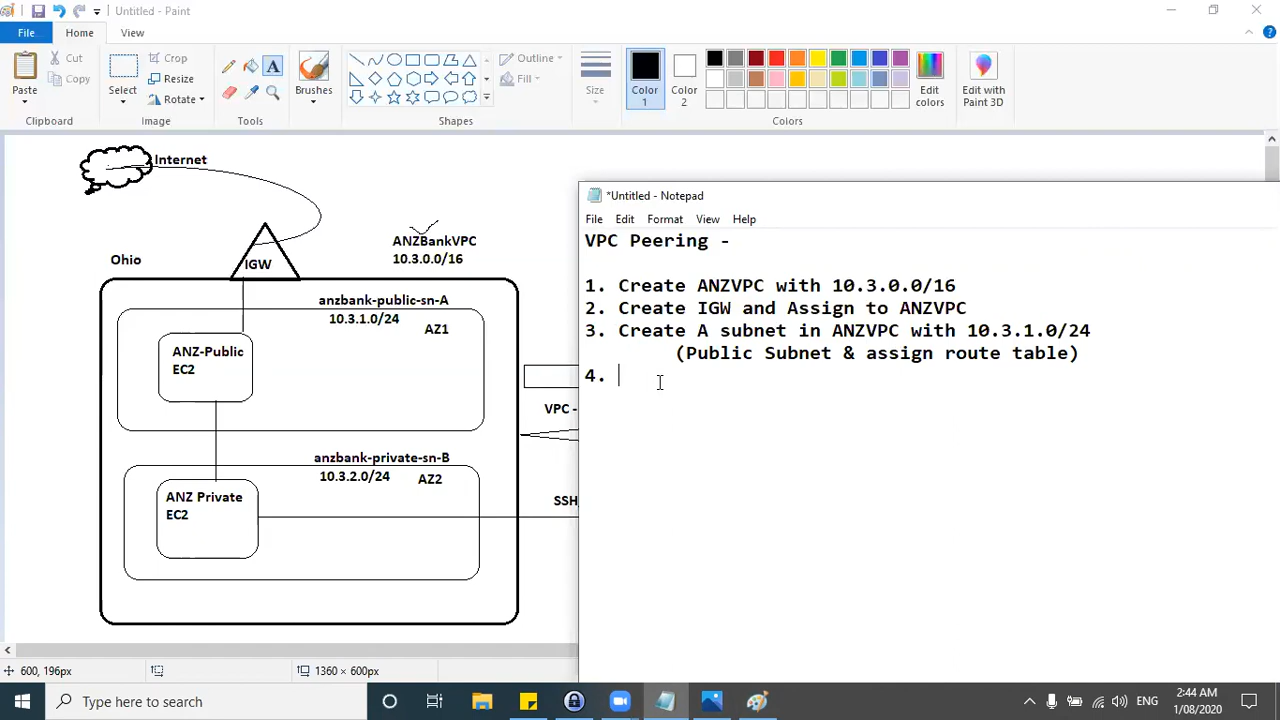 Untitled - Paint
File
Home
View
Paste
Cut
Copy
Clipboard
Select
Crop
Resize
Rotate
Image
A
Tools
Brushes
Outline
Fill
Shapes
Size
Color
1
Color
2
Edit
colors
Edit with
Paint 3D
Colors
Internet
IGW
Ohio
ANZBankVPC
10.3.0.0/16
anzbank-public-sn-A
10.3.1.0/24
AZ1
ANZ-Public
EC2
VPC -
anzbank-private-sn-B
10.3.2.0/24
AZ2
ANZ Private
EC2
SSH
*Untitled - Notepad
File Edit Format View Help
VPC Peering -
1. Create ANZVPC with 10.3.0.0/16
2. Create IGW and Assign to ANZVPC
3. Create A subnet in ANZVPC with 10.3.1.0/24
(Public Subnet & assign route table)
4.
600, 196px
1360 × 600px
Type here to search
ENG
2:44 AM
1/08/2020